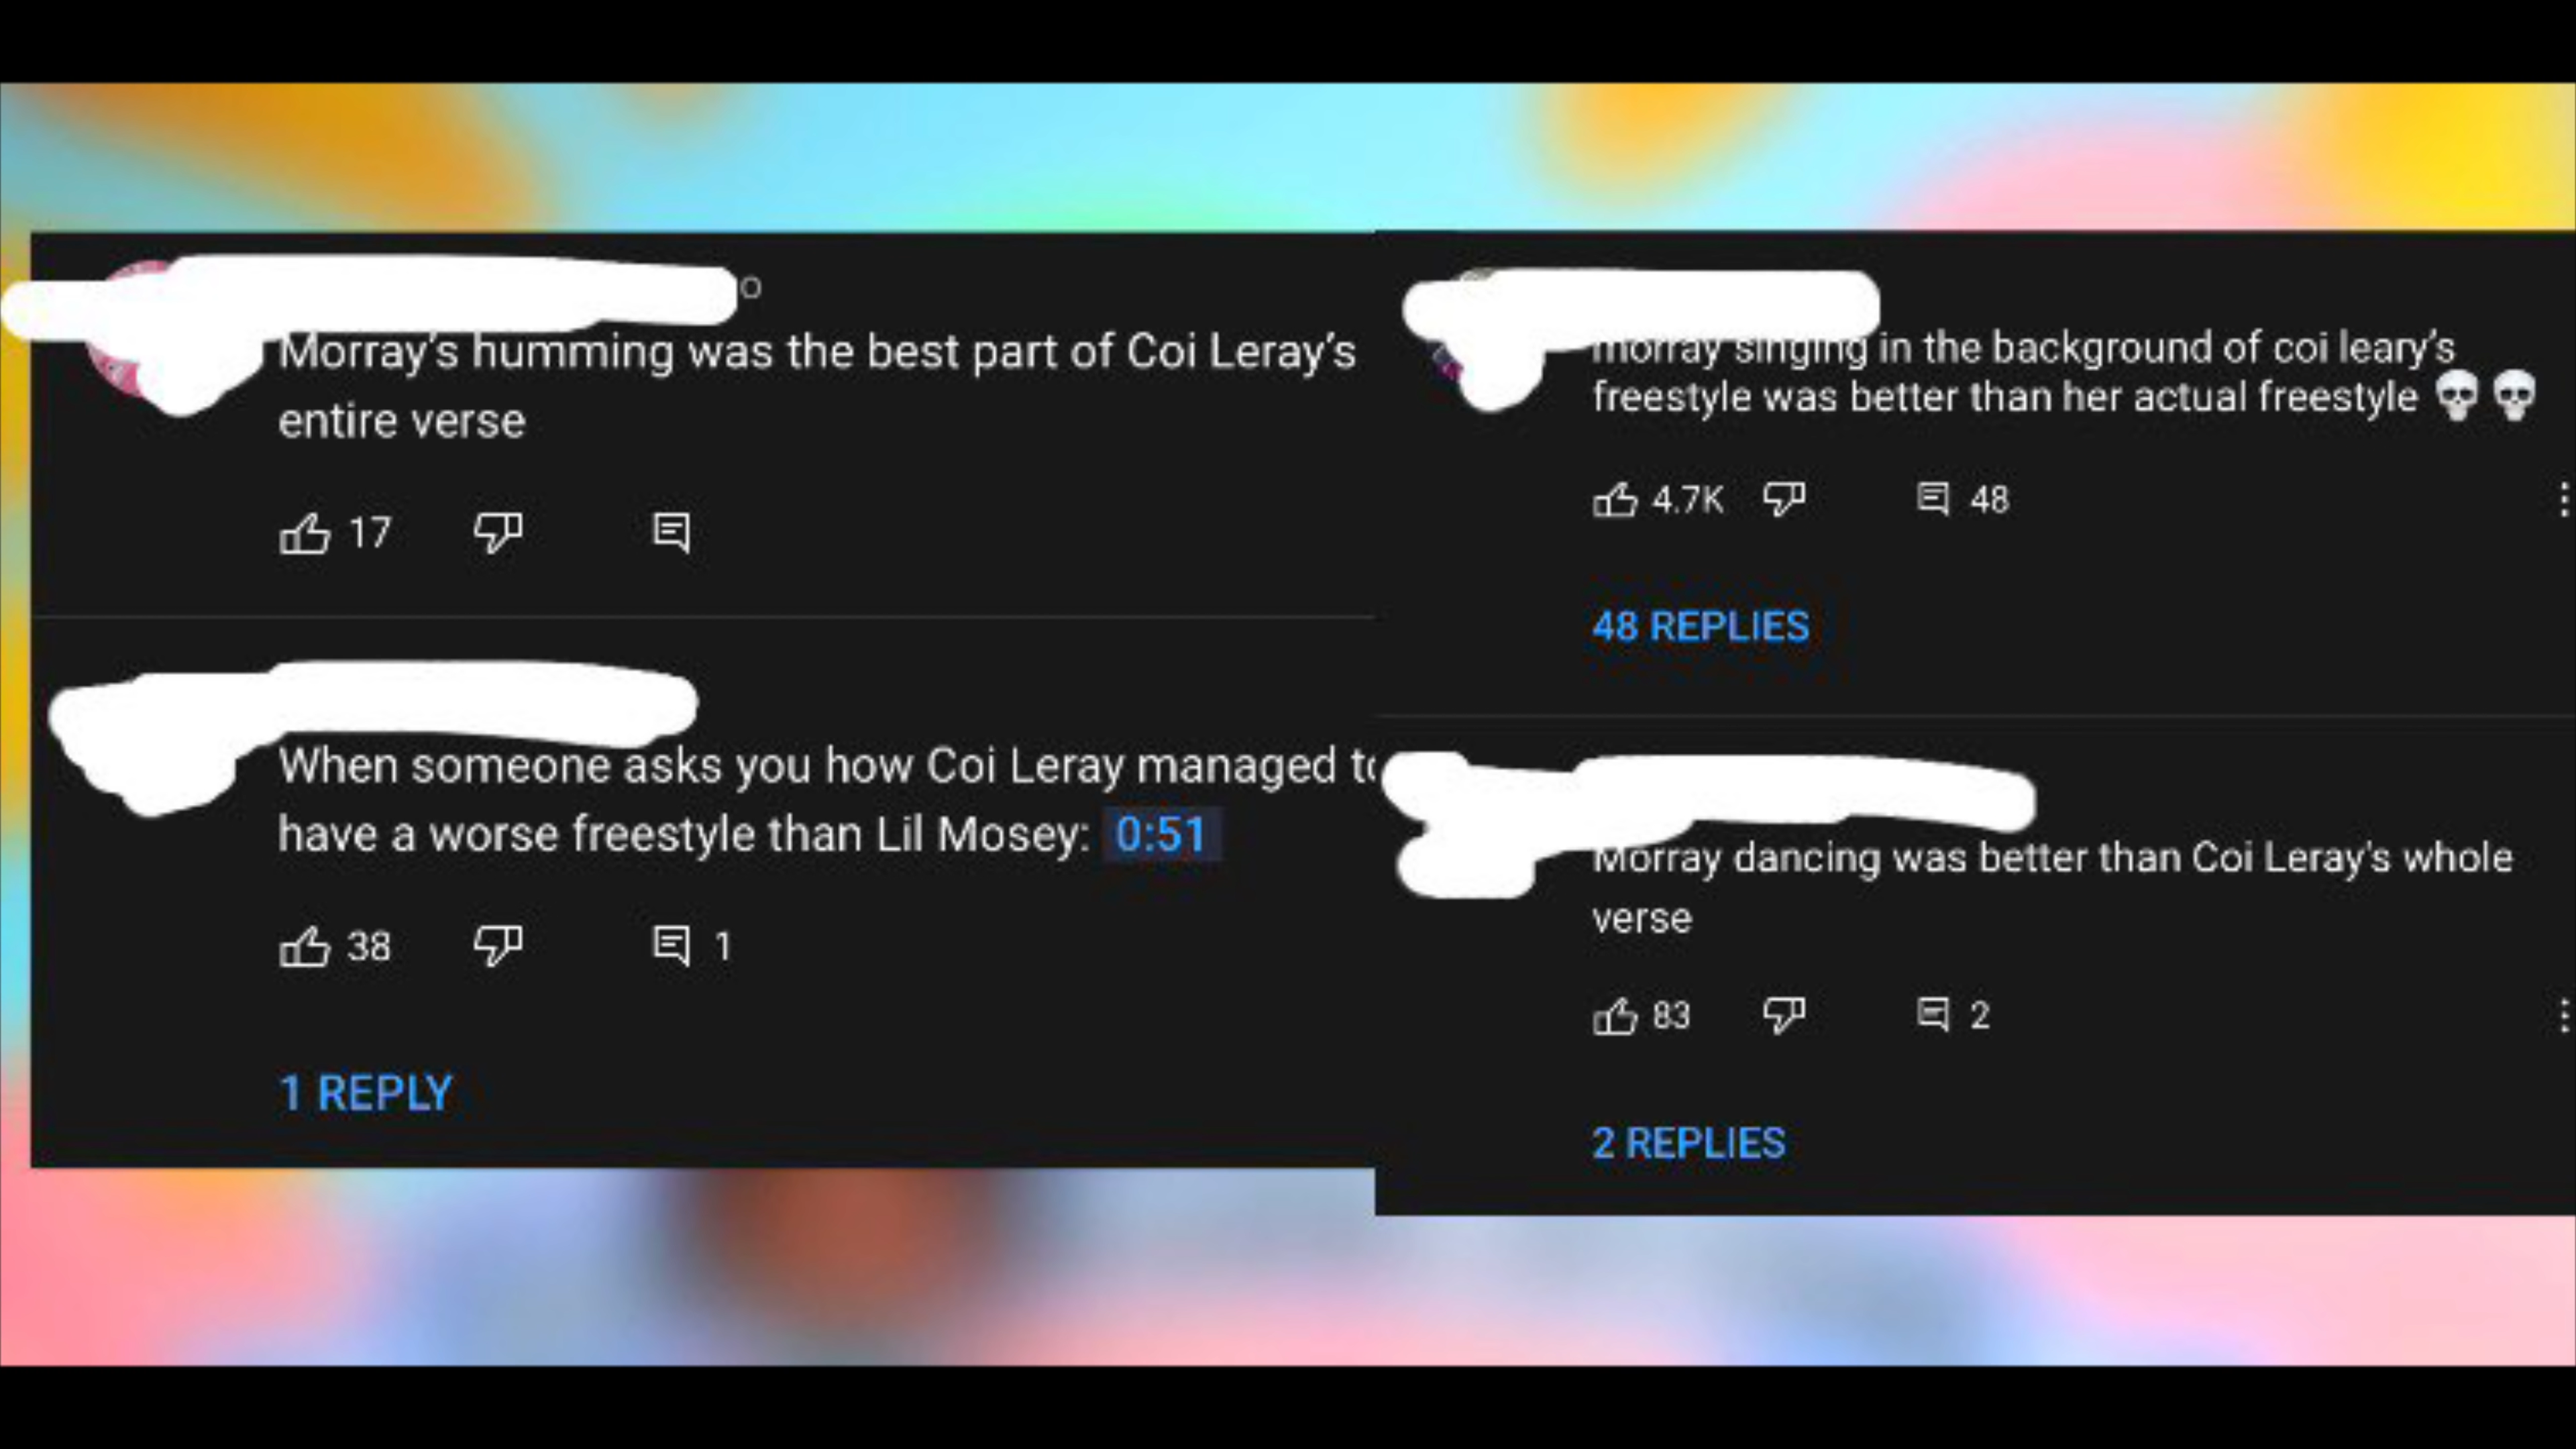 Morray's humming was the best part of Coi Leray's
entire verse
17
When someone asks you how Coi Leray managed to
have a worse freestyle than Lil Mosey: 0:51
38 1
1 REPLY
morray singing in the background of coi leary's
freestyle was better than her actual freestyle 💀💀
4.7K 48
48 REPLIES
Morray dancing was better than Coi Leray's whole
verse
83 2
2 REPLIES